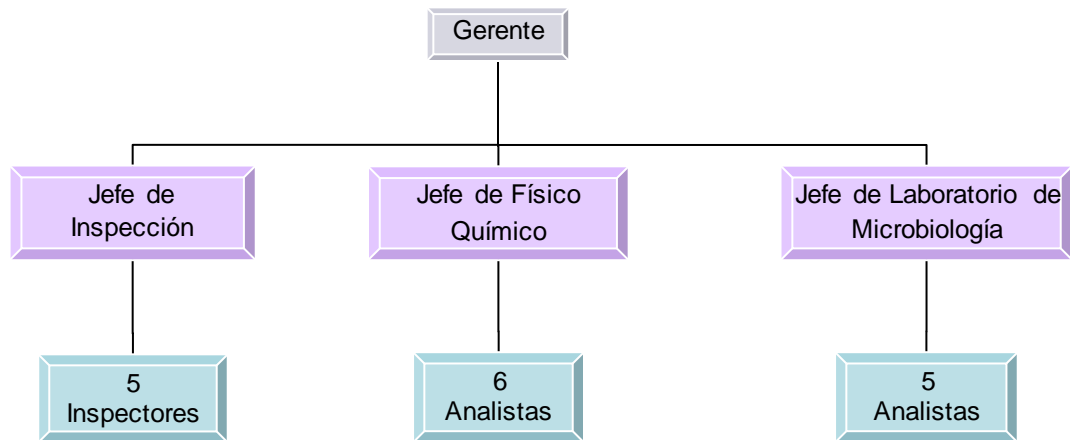 Gerente
Jefe de
Inspección
Jefe de Físico
Químico
Jefe de Laboratorio de
Microbiología
5
Inspectores
6
Analistas
5
Analistas